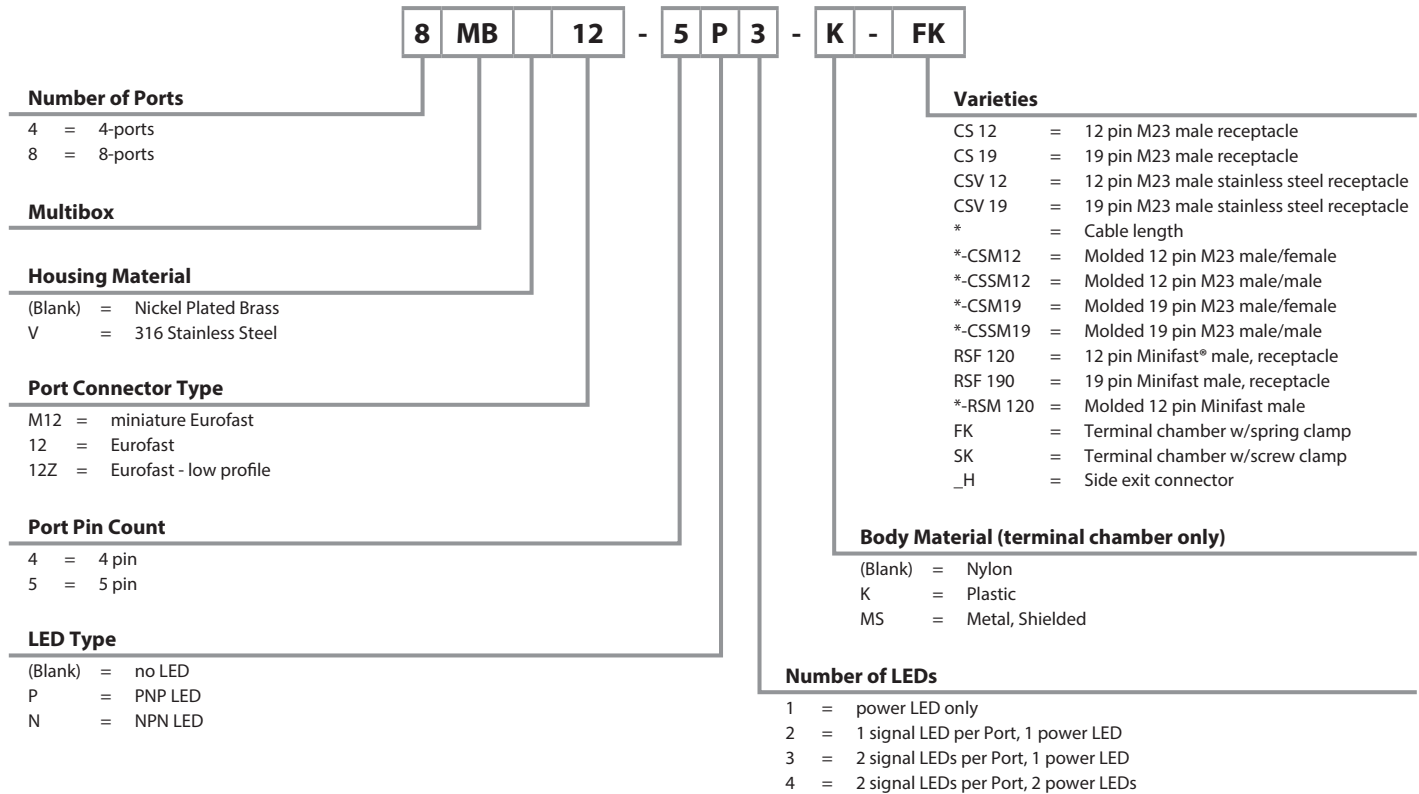 8 MB 12 - 5 P 3 - K - FK
Number of Ports
4 = 4-ports
8 = 8-ports
Multibox
Housing Material
(Blank) = Nickel Plated Brass
V = 316 Stainless Steel
Port Connector Type
M12 = miniature Eurofast
12 = Eurofast
12Z = Eurofast - low profile
Port Pin Count
4 = 4 pin
5 = 5 pin
LED Type
(Blank) = no LED
P = PNP LED
N = NPN LED
Varieties
CS 12 = 12 pin M23 male receptacle
CS 19 = 19 pin M23 male receptacle
CSV 12 = 12 pin M23 male stainless steel receptacle
CSV 19 = 19 pin M23 male stainless steel receptacle
* = Cable length
*-CSM12 = Molded 12 pin M23 male/female
*-CSSM12 = Molded 12 pin M23 male/male
*-CSM19 = Molded 19 pin M23 male/female
*-CSSM19 = Molded 19 pin M23 male/male
RSF 120 = 12 pin Minifast® male, receptacle
RSF 190 = 19 pin Minifast male, receptacle
*-RSM 120 = Molded 12 pin Minifast male
FK = Terminal chamber w/spring clamp
SK = Terminal chamber w/screw clamp
_H = Side exit connector
Body Material (terminal chamber only)
(Blank) = Nylon
K = Plastic
MS = Metal, Shielded
Number of LEDs
1 = power LED only
2 = 1 signal LED per Port, 1 power LED
3 = 2 signal LEDs per Port, 1 power LED
4 = 2 signal LEDs per Port, 2 power LEDs